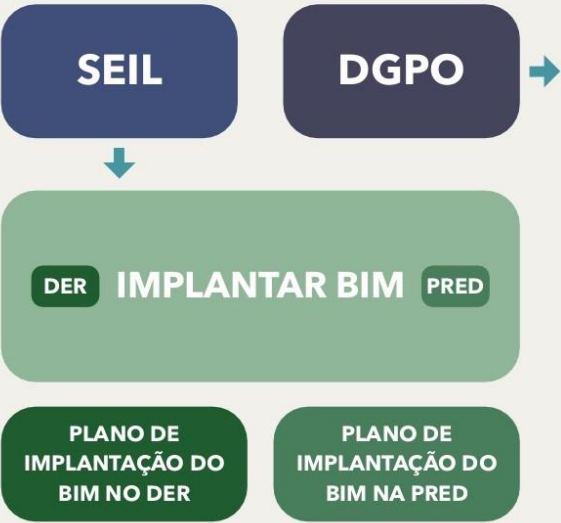 SEIL
DGPO
DER IMPLANTAR BIM PRED
PLANO DE
IMPLANTAÇÃO DO
BIM NO DER
PLANO DE
IMPLANTAÇÃO DO
BIM NA PRED